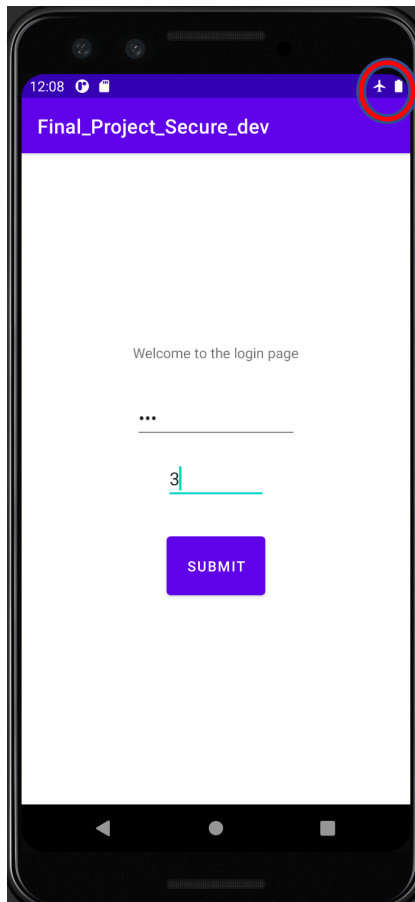 12:08
Final_Project_Secure_dev
Welcome to the login page
•••
3
SUBMIT